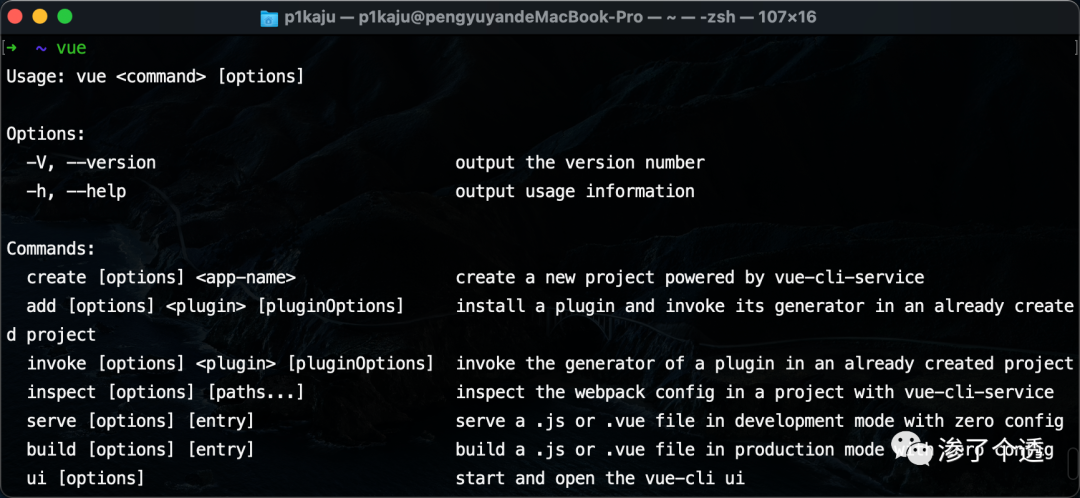 p1kaju — p1kaju@pengyuyandeMacBook-Pro — ~ — -zsh — 107×16
[➜  ~ vue ]
Usage: vue <command> [options]
Options:
  -V, --version                              output the version number
  -h, --help                                 output usage information
Commands:
  create [options] <app-name>                create a new project powered by vue-cli-service
  add [options] <plugin> [pluginOptions]     install a plugin and invoke its generator in an already create
d project
  invoke [options] <plugin> [pluginOptions]  invoke the generator of a plugin in an already created project
  inspect [options] [paths...]               inspect the webpack config in a project with vue-cli-service
  serve [options] [entry]                    serve a .js or .vue file in development mode with zero config
  build [options] [entry]                    build a .js or .vue file in production mode with zero config
  ui [options]                               start and open the vue-cli ui
渗了个透